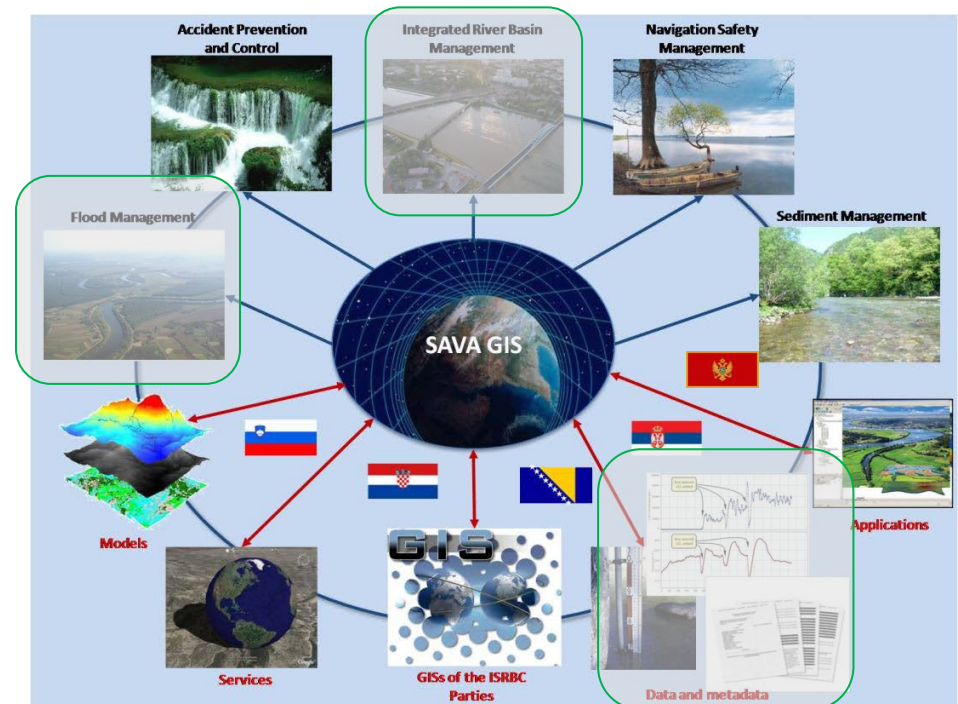 Accident Prevention
and Control
Integrated River Basin
Management
Navigation Safety
Management
Flood Management
Sediment Management
SAVA GIS
Models
Services
GIS
GISs of the ISRBC
Parties
Data and metadata
Applications